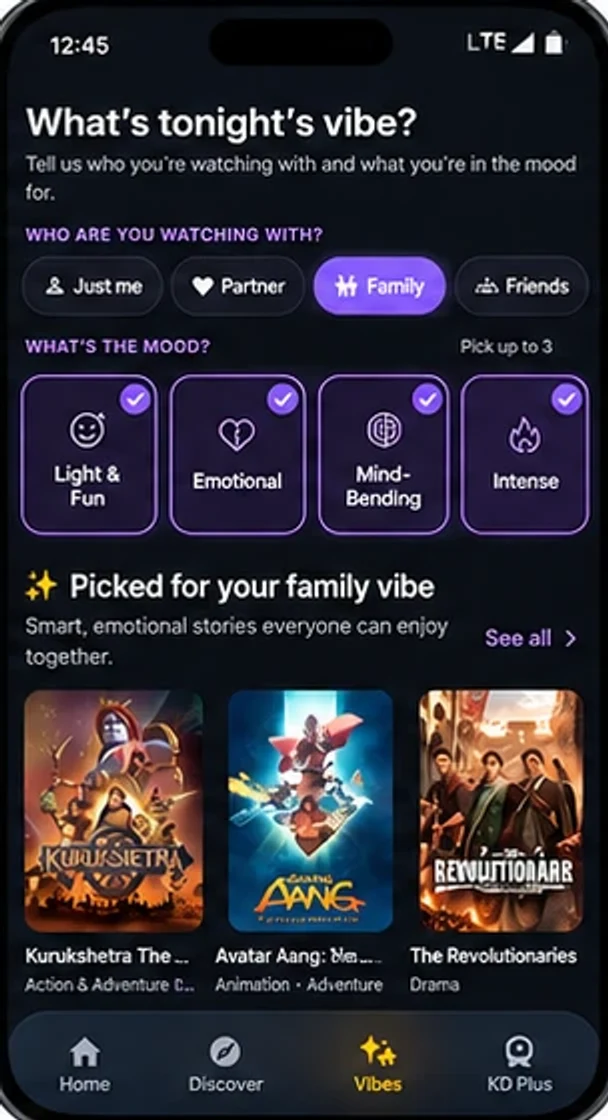 12:45
LTE
What's tonight's vibe?
Tell us who you're watching with and what you're in the mood
for.
WHO ARE YOU WATCHING WITH?
Just me
Partner
Family
Friends
WHAT'S THE MOOD?
Pick up to 3
Light &
Fun
Emotional
Mind-
Bending
Intense
✨ Picked for your family vibe
Smart, emotional stories everyone can enjoy
together.
See all >
AANG
Kurukshetra The ...
Avatar Aang:
The Revolutionaries
Action & Adventure
Animation • Adventure
Drama
Home
Discover
Vibes
KD Plus